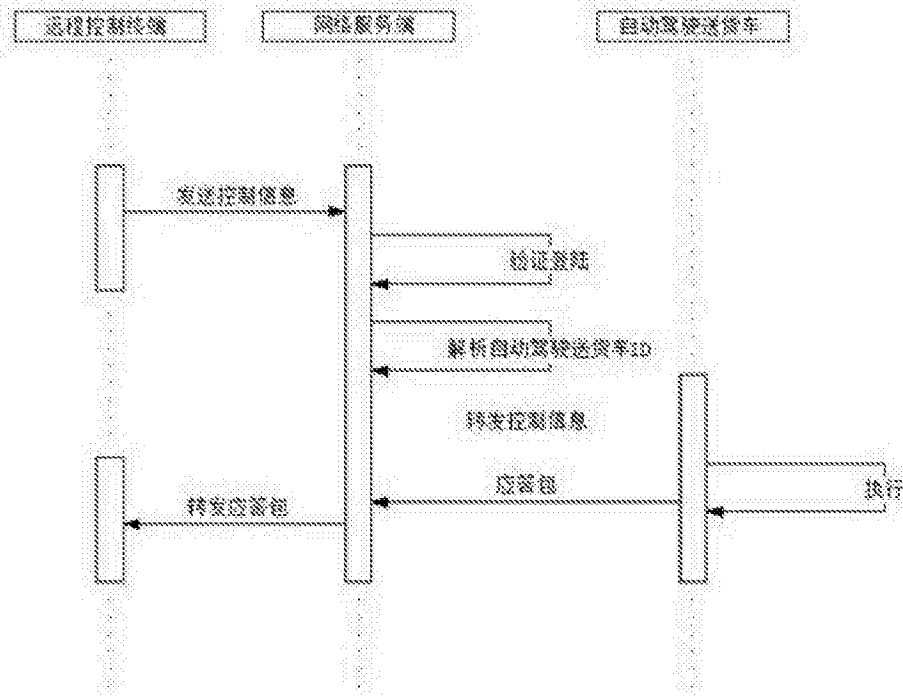 远程控制终端
网络服务端
自动驾驶送货车
发送控制信息
验证登陆
解析自动驾驶送货车ID
转发控制信息
执行
应答包
转发应答包